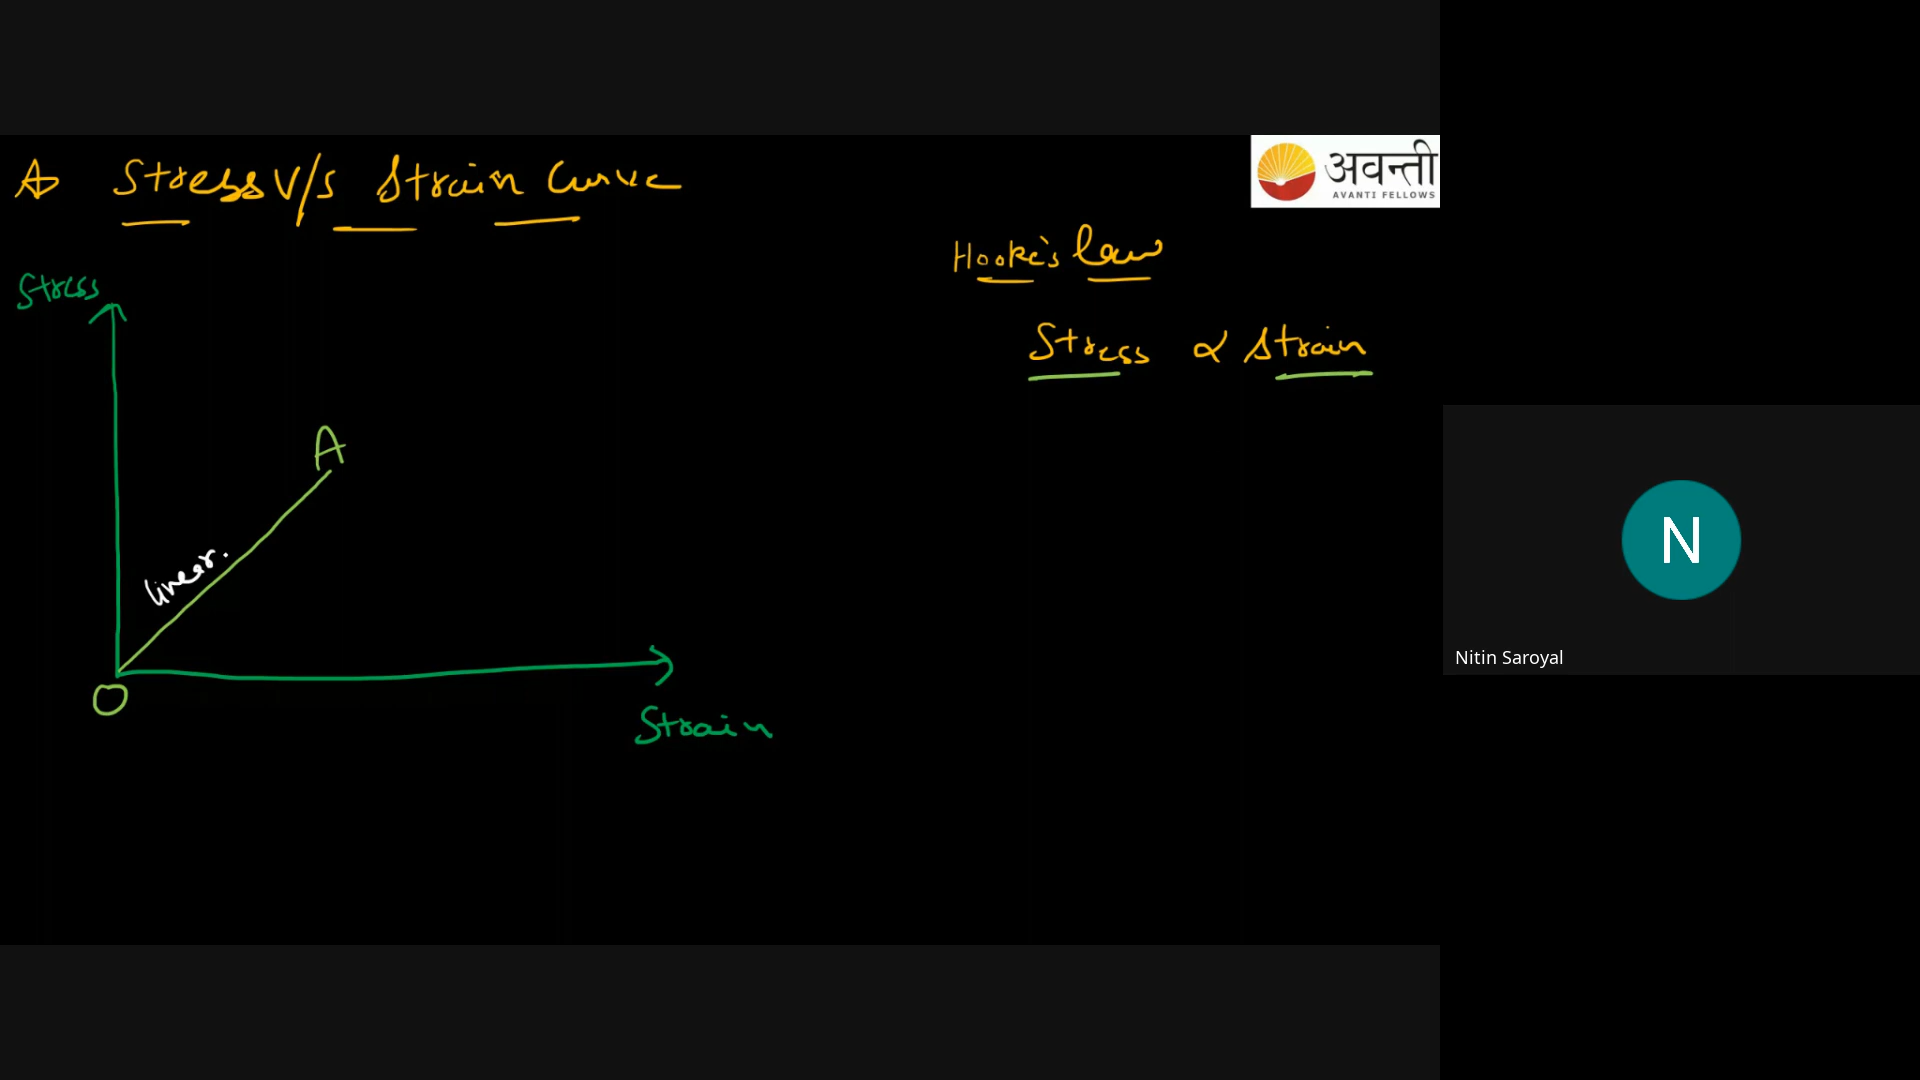 Stress v/s Strain Curve
अवन्ती
AVANTI FELLOWS
Hooke's law
Stress
Stress ∝ Strain
A
linear.
O
Strain
N
Nitin Saroyal